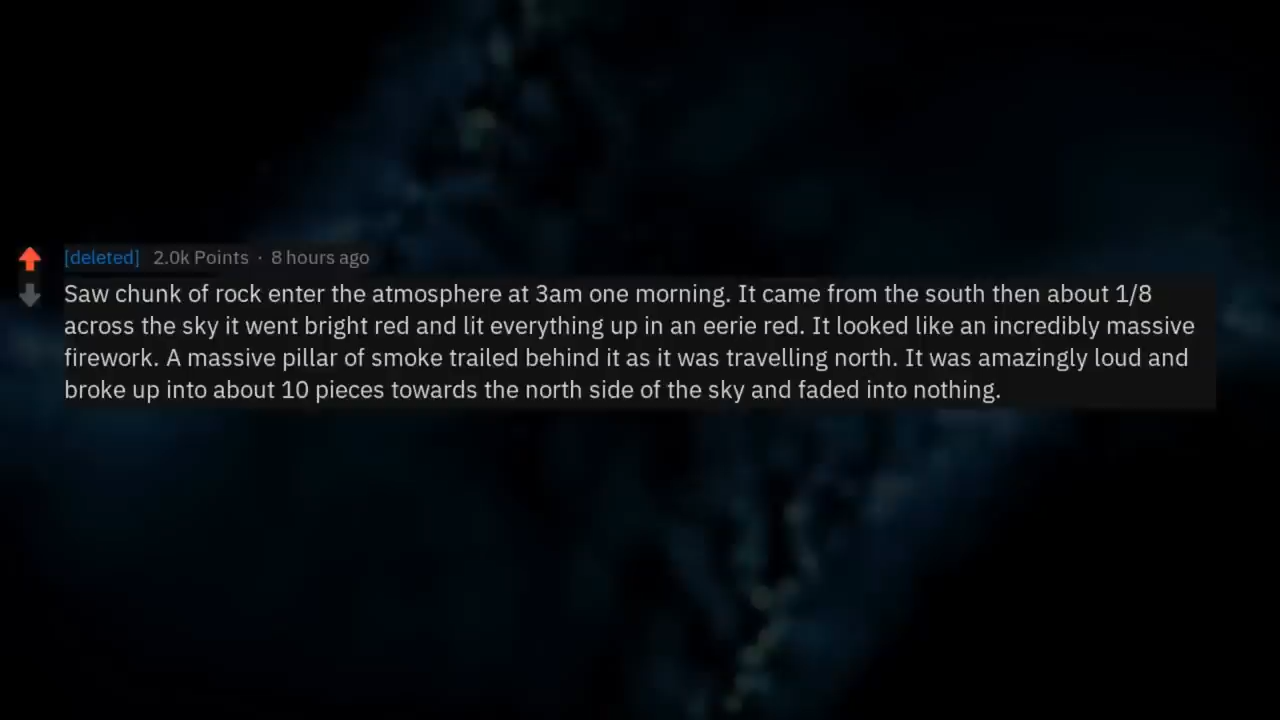 [deleted] 2.0k Points · 8 hours ago
Saw chunk of rock enter the atmosphere at 3am one morning. It came from the south then about 1/8
across the sky it went bright red and lit everything up in an eerie red. It looked like an incredibly massive
firework. A massive pillar of smoke trailed behind it as it was travelling north. It was amazingly loud and
broke up into about 10 pieces towards the north side of the sky and faded into nothing.